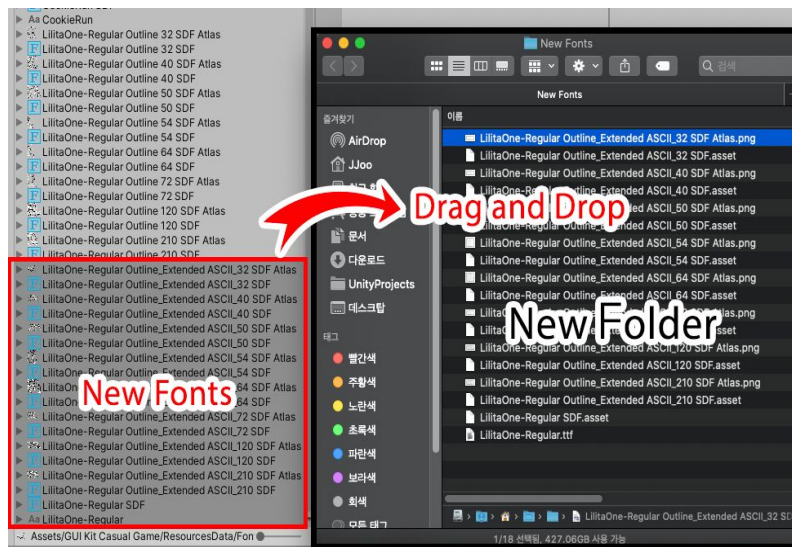 CookieRun
LilitaOne-Regular Outline 32 SDF Atlas
LilitaOne-Regular Outline 32 SDF
LilitaOne-Regular Outline 40 SDF Atlas
LilitaOne-Regular Outline 40 SDF
LilitaOne-Regular Outline 50 SDF Atlas
LilitaOne-Regular Outline 50 SDF
LilitaOne-Regular Outline 54 SDF Atlas
LilitaOne-Regular Outline 54 SDF
LilitaOne-Regular Outline 64 SDF Atlas
LilitaOne-Regular Outline 64 SDF
LilitaOne-Regular Outline 72 SDF Atlas
LilitaOne-Regular Outline 72 SDF
LilitaOne-Regular Outline 120 SDF Atlas
LilitaOne-Regular Outline 120 SDF
LilitaOne-Regular Outline 210 SDF Atlas
LilitaOne-Regular Outline 210 SDF
LilitaOne-Regular Outline_Extended ASCII_32 SDF Atlas
LilitaOne-Regular Outline_Extended ASCII_32 SDF
LilitaOne-Regular Outline_Extended ASCII_40 SDF Atlas
LilitaOne-Regular Outline_Extended ASCII_40 SDF
LilitaOne-Regular Outline_Extended ASCII_50 SDF Atlas
LilitaOne-Regular Outline_Extended ASCII_50 SDF
LilitaOne-Regular Outline_Extended ASCII_54 SDF Atlas
LilitaOne-Regular Outline_Extended ASCII_54 SDF
64 SDF Atlas
64 SDF
New Fonts
LilitaOne-Regular Outline_Extended ASCII_72 SDF Atlas
LilitaOne-Regular Outline_Extended ASCII_72 SDF
LilitaOne-Regular Outline_Extended ASCII_120 SDF Atlas
LilitaOne-Regular Outline_Extended ASCII_120 SDF
LilitaOne-Regular Outline_Extended ASCII_210 SDF Atlas
LilitaOne-Regular Outline_Extended ASCII_210 SDF
LilitaOne-Regular SDF
Aa LilitaOne-Regular
Assets/GUI Kit Casual Game/ResourcesData/Fon
New Fonts
검색
New Fonts
즐겨찾기
AirDrop
JJoo
문서
다운로드
UnityProjects
데스크탑
태그
빨간색
주황색
노란색
초록색
파란색
보라색
회색
모든 태그
이름
LilitaOne-Regular Outline_Extended ASCII_32 SDF Atlas.png
LilitaOne-Regular Outline_Extended ASCII_32 SDF.asset
LilitaOne-Regular Outline_Extended ASCII_40 SDF Atlas.png
LilitaOne-Regular Outline_Extended ASCII_40 SDF.asset
Drag and Drop
LilitaOne-Regular Outline_Extended ASCII_50 SDF.asset
LilitaOne-Regular Outline_Extended ASCII_54 SDF Atlas.png
LilitaOne-Regular Outline_Extended ASCII_54 SDF.asset
LilitaOne-Regular Outline_Extended ASCII_64 SDF Atlas.png
LilitaOne-Regular Outline_Extended ASCII_64 SDF.asset
New Folder
LilitaOne-Regular Outline_Extended ASCII_120 SDF Atlas.png
LilitaOne-Regular Outline_Extended ASCII_120 SDF.asset
LilitaOne-Regular Outline_Extended ASCII_210 SDF Atlas.png
LilitaOne-Regular Outline_Extended ASCII_210 SDF.asset
LilitaOne-Regular SDF.asset
LilitaOne-Regular.ttf
LilitaOne-Regular Outline_Extended ASCII_32 SD
1/18 선택됨, 427.06GB 사용 가능